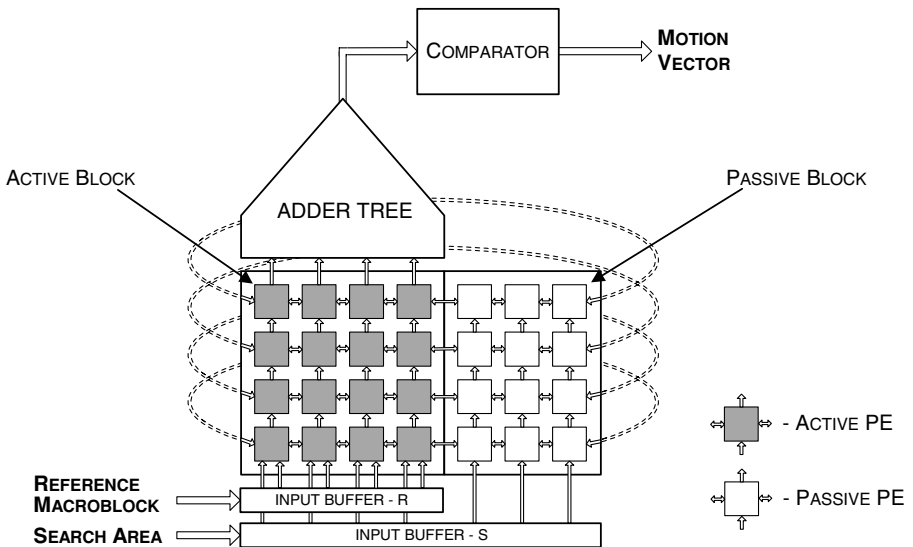 COMPARATOR
MOTION
VECTOR
ACTIVE BLOCK
PASSIVE BLOCK
ADDER TREE
- ACTIVE PE
- PASSIVE PE
REFERENCE
MACROBLOCK
INPUT BUFFER - R
SEARCH AREA
INPUT BUFFER - S